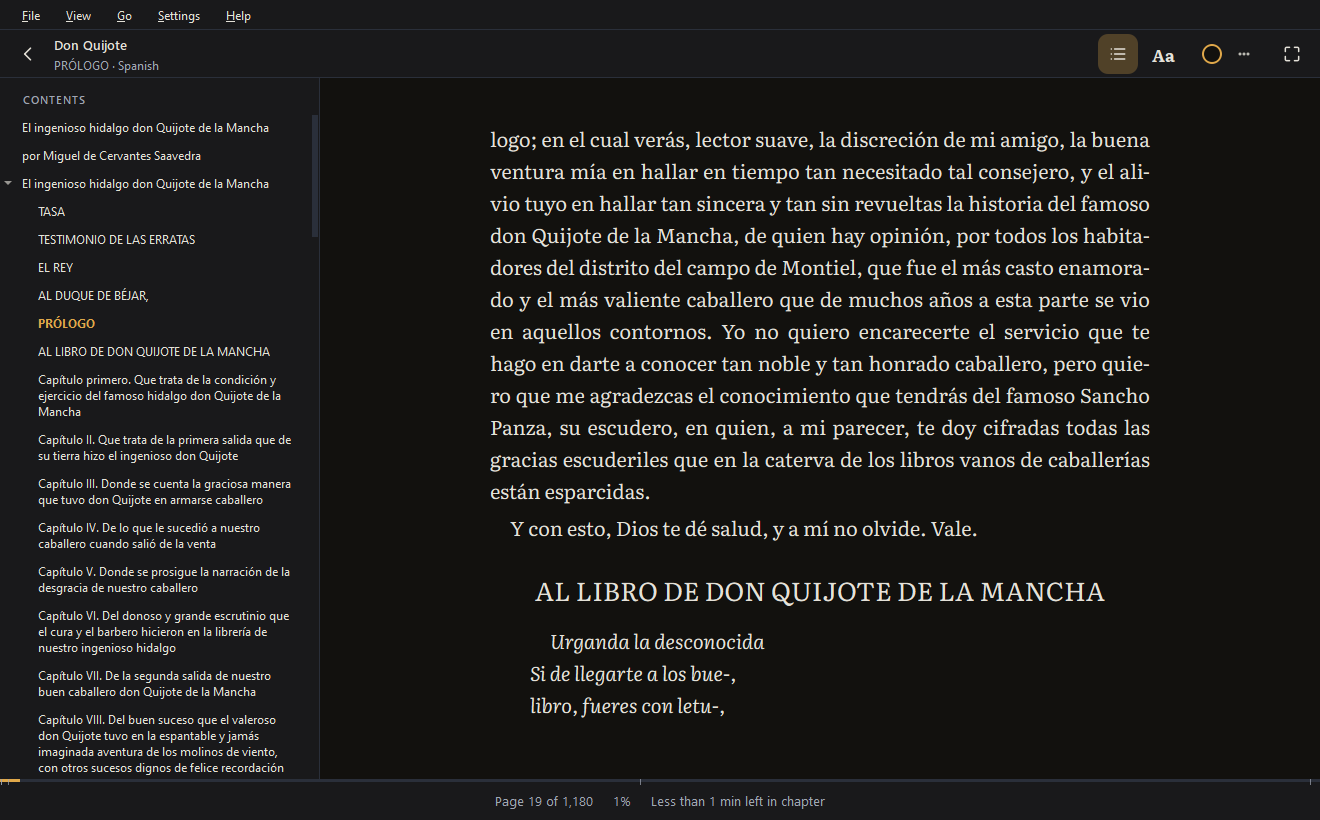 File View Go Settings Help
Don Quijote
PRÓLOGO · Spanish
Aa
CONTENTS
El ingenioso hidalgo don Quijote de la Mancha
por Miguel de Cervantes Saavedra
El ingenioso hidalgo don Quijote de la Mancha
TASA
TESTIMONIO DE LAS ERRATAS
EL REY
AL DUQUE DE BÉJAR,
PRÓLOGO
AL LIBRO DE DON QUIJOTE DE LA MANCHA
Capítulo primero. Que trata de la condición y
ejercicio del famoso hidalgo don Quijote de la
Mancha
Capítulo II. Que trata de la primera salida que de
su tierra hizo el ingenioso don Quijote
Capítulo III. Donde se cuenta la graciosa manera
que tuvo don Quijote en armarse caballero
Capítulo IV. De lo que le sucedió a nuestro
caballero cuando salió de la venta
Capítulo V. Donde se prosigue la narración de la
desgracia de nuestro caballero
Capítulo VI. Del donoso y grande escrutinio que
el cura y el barbero hicieron en la librería de
nuestro ingenioso hidalgo
Capítulo VII. De la segunda salida de nuestro
buen caballero don Quijote de la Mancha
Capítulo VIII. Del buen suceso que el valeroso
don Quijote tuvo en la espantable y jamás
imaginada aventura de los molinos de viento,
con otros sucesos dignos de felice recordación
logo; en el cual verás, lector suave, la discreción de mi amigo, la buena
ventura mía en hallar en tiempo tan necesitado tal consejero, y el ali-
vio tuyo en hallar tan sincera y tan sin revueltas la historia del famoso
don Quijote de la Mancha, de quien hay opinión, por todos los habita-
dores del distrito del campo de Montiel, que fue el más casto enamora-
do y el más valiente caballero que de muchos años a esta parte se vio
en aquellos contornos. Yo no quiero encarecerte el servicio que te
hago en darte a conocer tan noble y tan honrado caballero, pero quie-
ro que me agradezcas el conocimiento que tendrás del famoso Sancho
Panza, su escudero, en quien, a mi parecer, te doy cifradas todas las
gracias escuderiles que en la caterva de los libros vanos de caballerías
están esparcidas.
Y con esto, Dios te dé salud, y a mí no olvide. Vale.
AL LIBRO DE DON QUIJOTE DE LA MANCHA
Urganda la desconocida
Si de llegarte a los bue-,
libro, fueres con letu-,
Page 19 of 1,180 1% Less than 1 min left in chapter